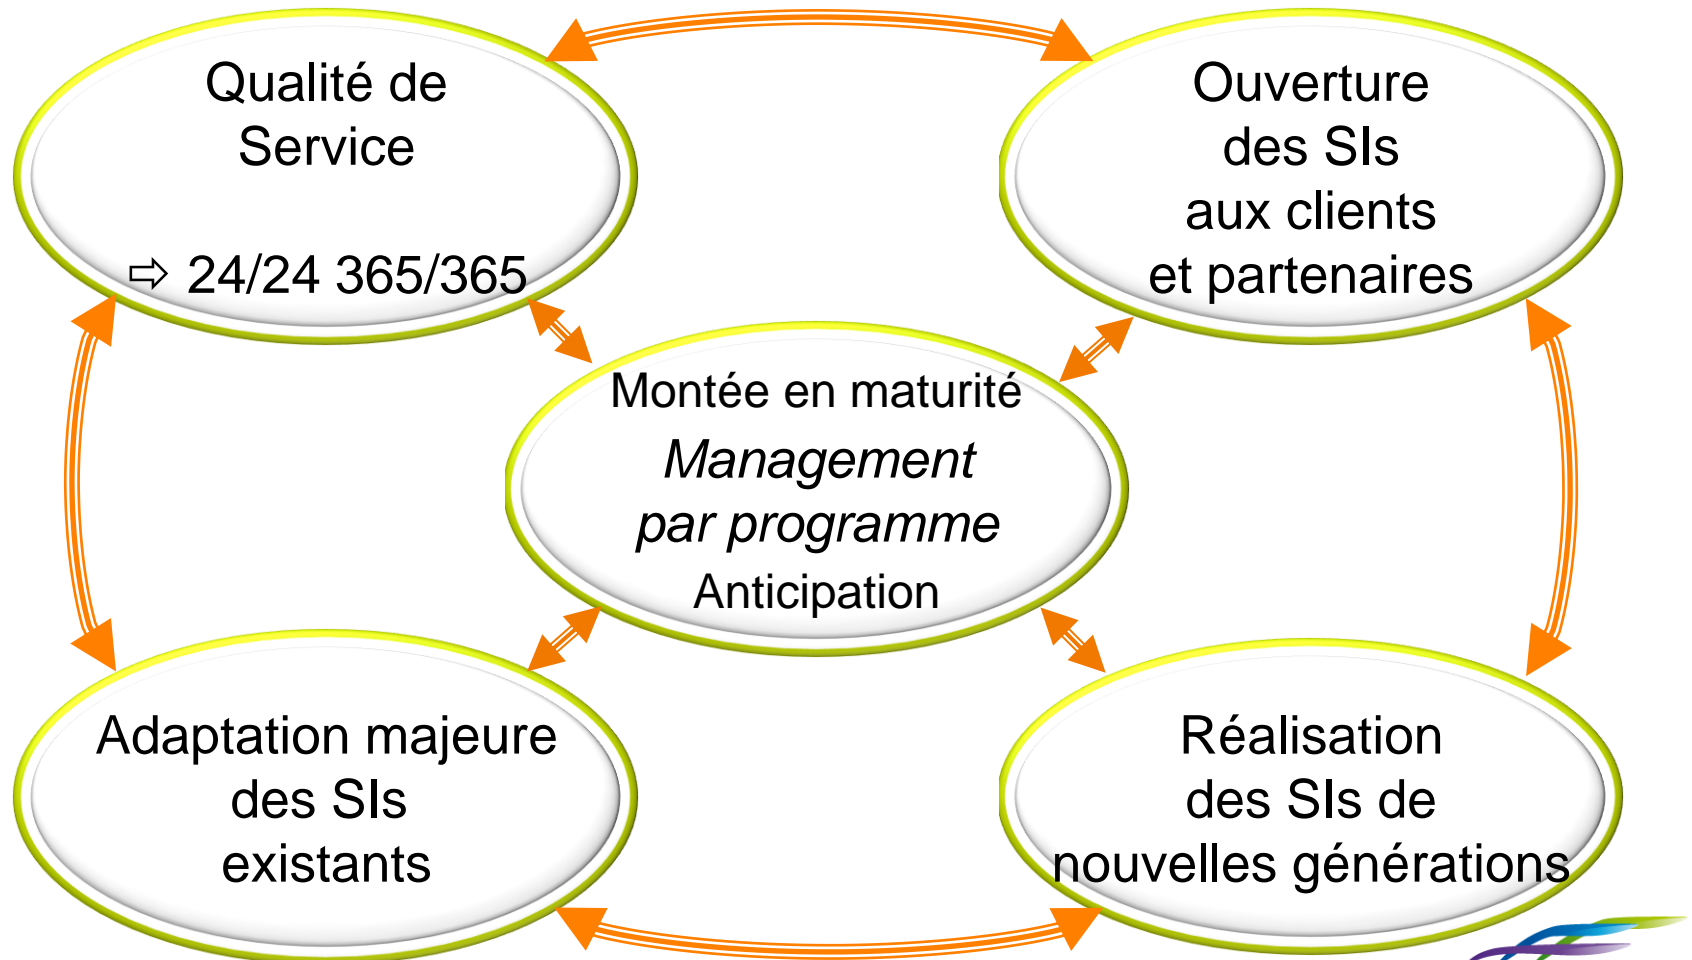 Qualité de
Service
⇨ 24/24 365/365
Ouverture
des SIs
aux clients
et partenaires
Montée en maturité
Management
par programme
Anticipation
Adaptation majeure
des SIs
existants
Réalisation
des SIs de
nouvelles générations